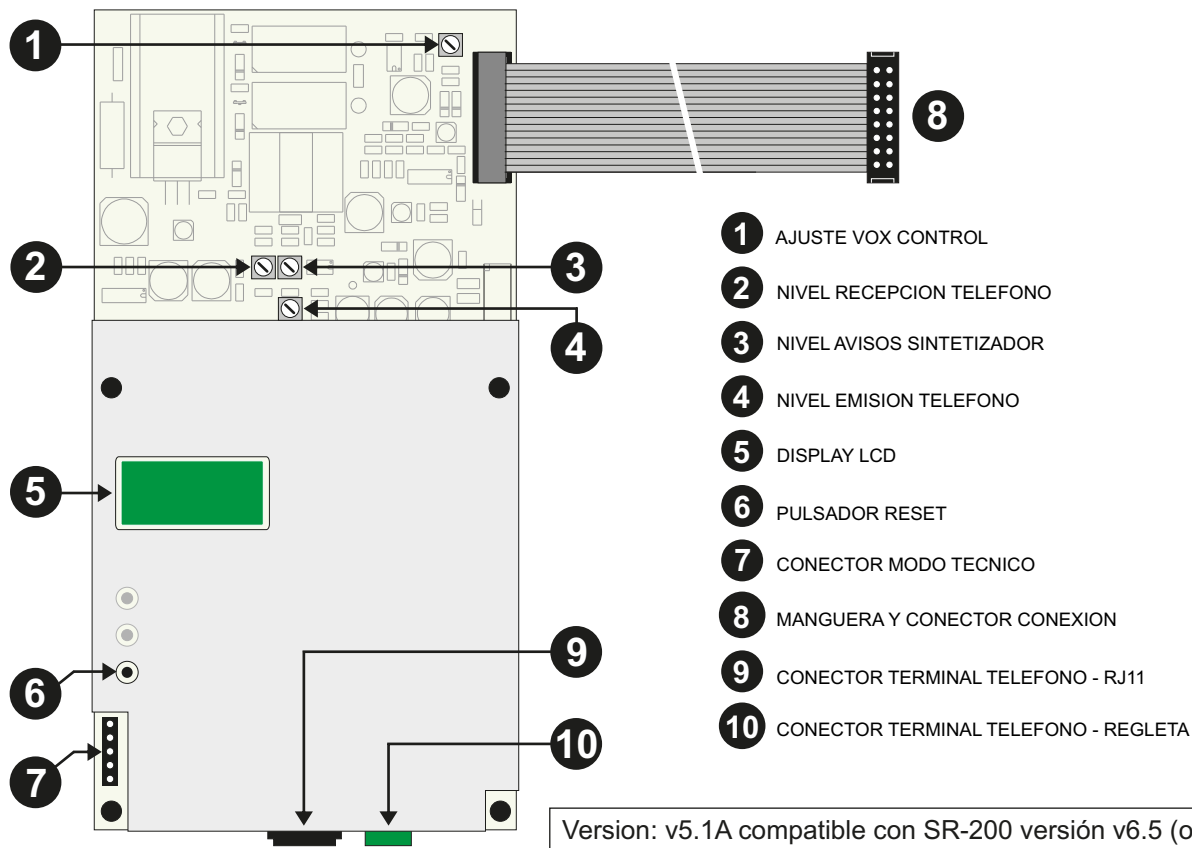 1
2
3
4
5
6
7
8
9
10
1 AJUSTE VOX CONTROL
2 NIVEL RECEPCION TELEFONO
3 NIVEL AVISOS SINTETIZADOR
4 NIVEL EMISION TELEFONO
5 DISPLAY LCD
6 PULSADOR RESET
7 CONECTOR MODO TECNICO
8 MANGUERA Y CONECTOR CONEXION
9 CONECTOR TERMINAL TELEFONO - RJ11
10 CONECTOR TERMINAL TELEFONO - REGLETA
Version: v5.1A compatible con SR-200 versión v6.5 (o